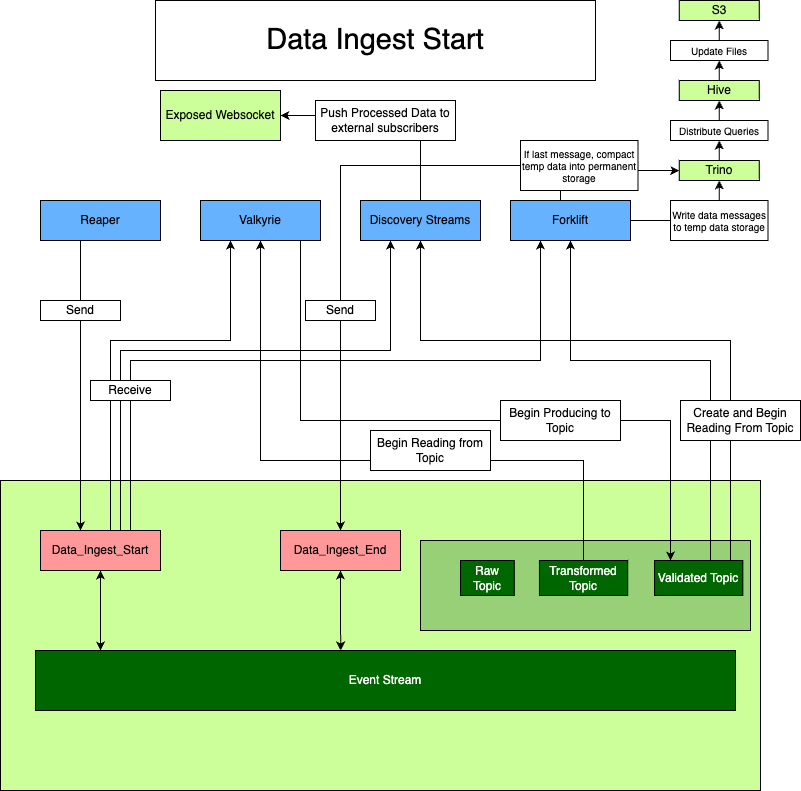 Data Ingest Start
S3
Update Files
Hive
Exposed Websocket
Push Processed Data to
external subscribers
Distribute Queries
If last message, compact
temp data into permanent
storage
Trino
Reaper
Valkyrie
Discovery Streams
Forklift
Write data messages
to temp data storage
Send
Send
Receive
Begin Producing to
Topic
Create and Begin
Reading From Topic
Begin Reading from
Topic
Data_Ingest_Start
Data_Ingest_End
Raw
Topic
Transformed
Topic
Validated Topic
Event Stream